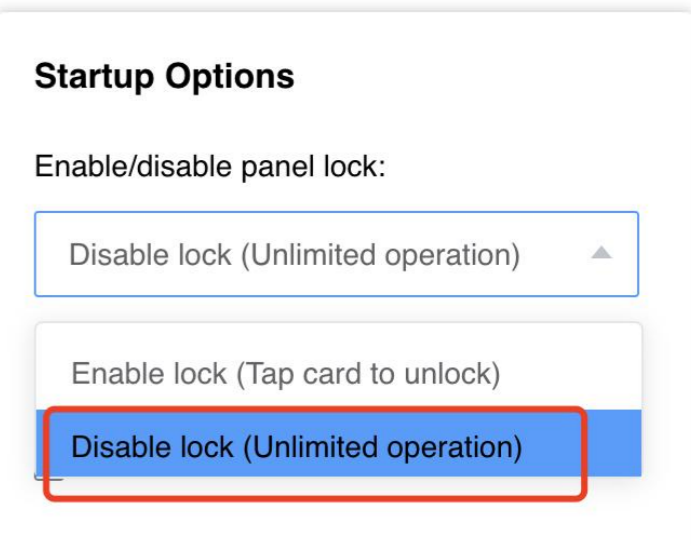 Startup Options
Enable/disable panel lock:
Disable lock (Unlimited operation)
Enable lock (Tap card to unlock)
Disable lock (Unlimited operation)